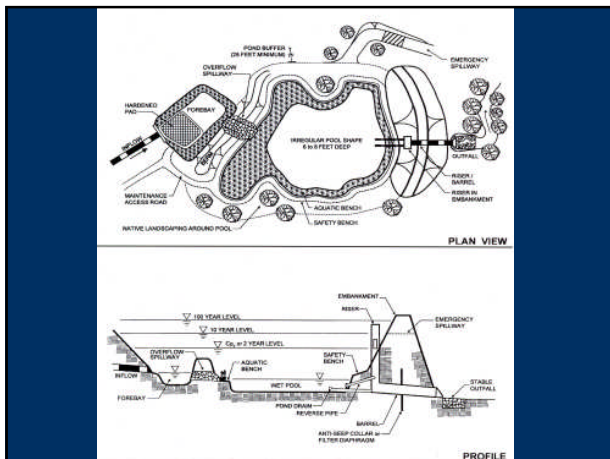 POND BUFFER
(25 FEET MINIMUM)
OVERFLOW
SPILLWAY
EMERGENCY
SPILLWAY
HARDENED
PAD
FOREBAY
INFLOW
IRREGULAR POOL SHAPE
6 to 8 FEET DEEP
OUTFALL
RISER /
BARREL
RISER IN
EMBANKMENT
MAINTENANCE
ACCESS ROAD
AQUATIC BENCH
SAFETY BENCH
NATIVE LANDSCAPING AROUND POOL
PLAN VIEW
EMBANKMENT
RISER
100 YEAR LEVEL
EMERGENCY
SPILLWAY
10 YEAR LEVEL
Cpv or 2 YEAR LEVEL
OVERFLOW
SPILLWAY
SAFETY
BENCH
INFLOW
AQUATIC
BENCH
WET POOL
STABLE
OUTFALL
FOREBAY
POND DRAIN
REVERSE PIPE
BARREL
ANTI-SEEP COLLAR or
FILTER DIAPHRAGM
PROFILE